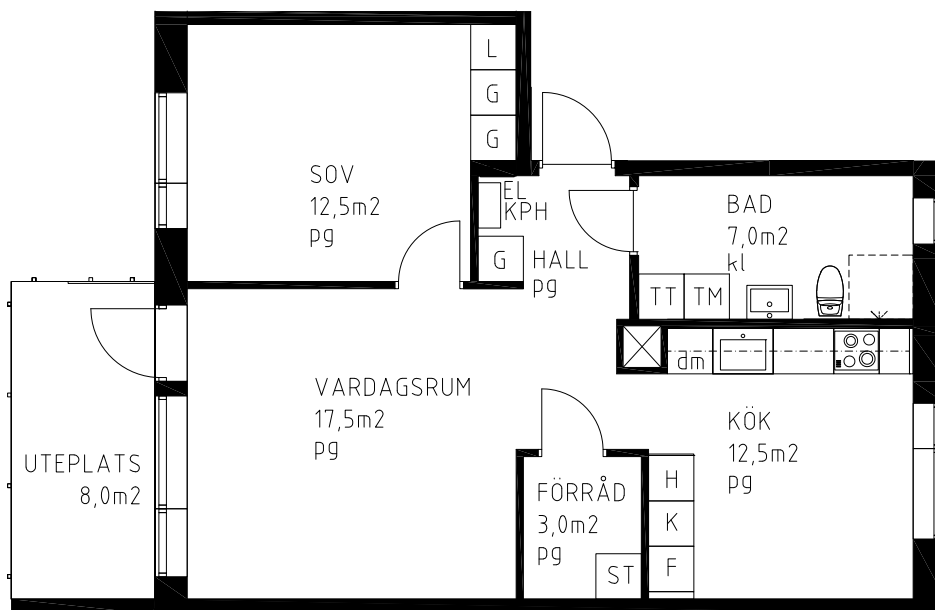 L
G
G
SOV
12,5m2
pg
EL
KPH
G
HALL
pg
BAD
7,0m2
kl
TT TM
dm
VARDAGSRUM
17,5m2
pg
KÖK
12,5m2
pg
UTEPLATS
8,0m2
FÖRRÅD
3,0m2
pg
ST
H
K
F